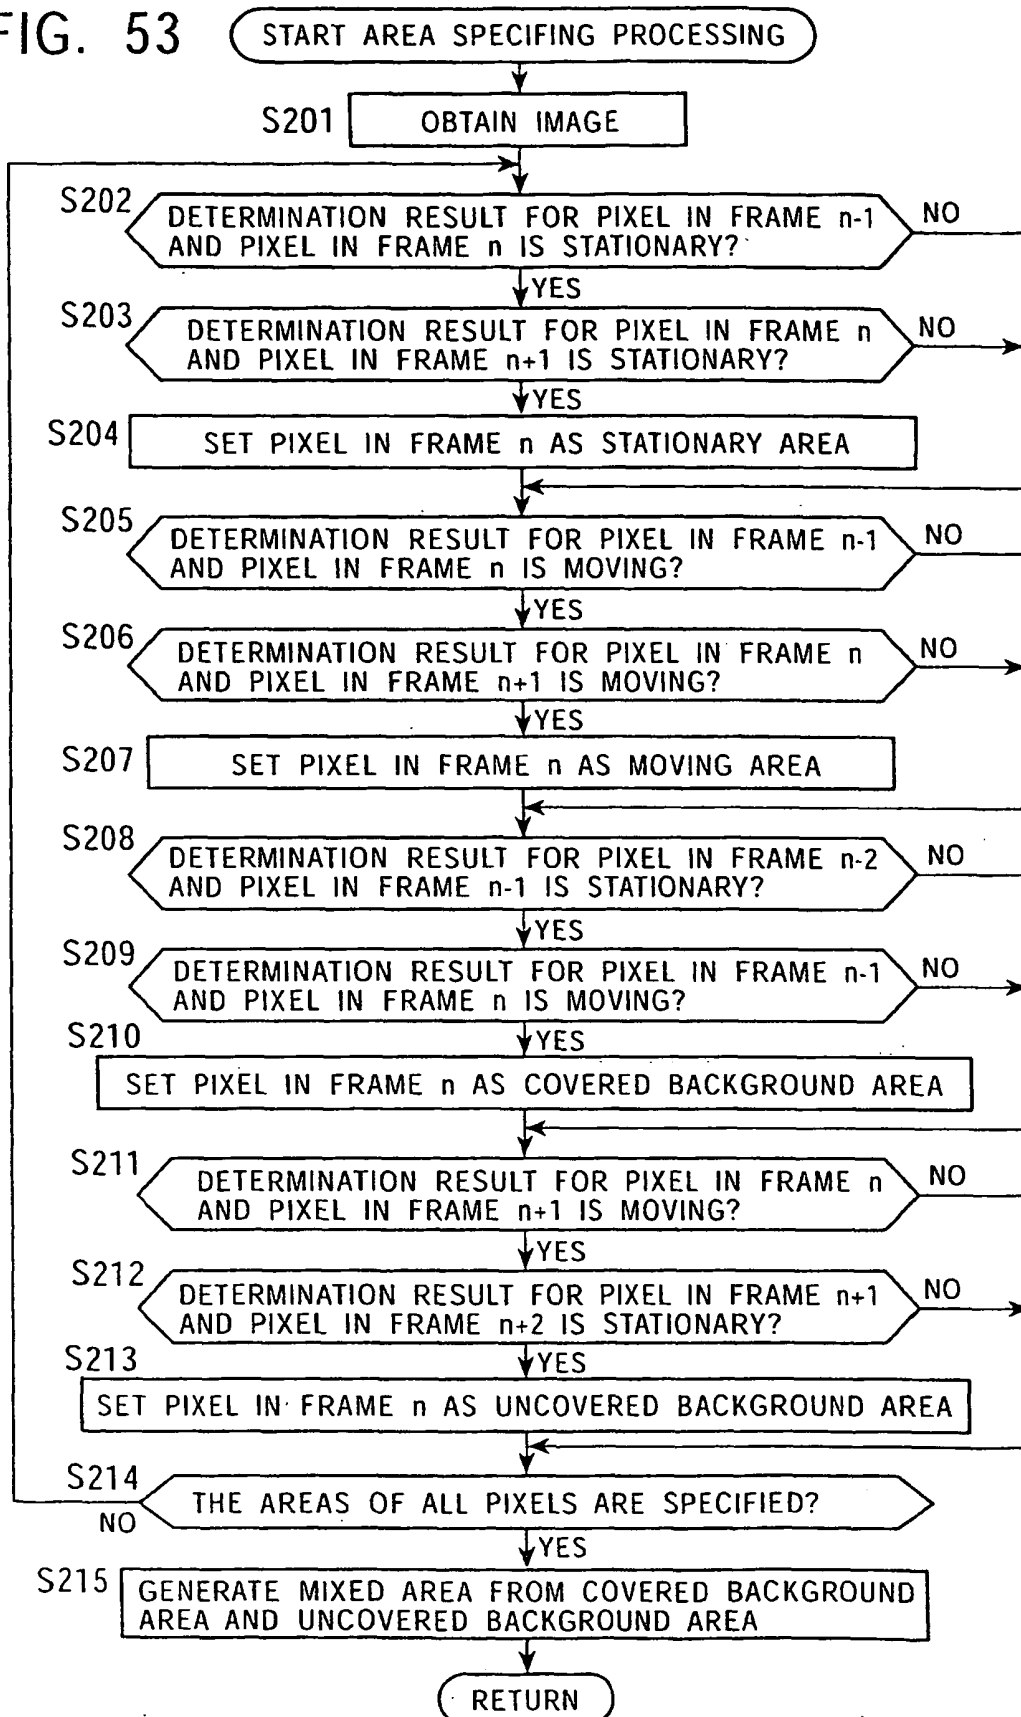 FIG. 53
START AREA SPECIFING PROCESSING
S201
OBTAIN IMAGE
S202
DETERMINATION RESULT FOR PIXEL IN FRAME n-1
AND PIXEL IN FRAME n IS STATIONARY?
NO
YES
S203
DETERMINATION RESULT FOR PIXEL IN FRAME n
AND PIXEL IN FRAME n+1 IS STATIONARY?
NO
YES
S204
SET PIXEL IN FRAME n AS STATIONARY AREA
S205
DETERMINATION RESULT FOR PIXEL IN FRAME n-1
AND PIXEL IN FRAME n IS MOVING?
NO
YES
S206
DETERMINATION RESULT FOR PIXEL IN FRAME n
AND PIXEL IN FRAME n+1 IS MOVING?
NO
YES
S207
SET PIXEL IN FRAME n AS MOVING AREA
S208
DETERMINATION RESULT FOR PIXEL IN FRAME n-2
AND PIXEL IN FRAME n-1 IS STATIONARY?
NO
YES
S209
DETERMINATION RESULT FOR PIXEL IN FRAME n-1
AND PIXEL IN FRAME n IS MOVING?
NO
YES
S210
SET PIXEL IN FRAME n AS COVERED BACKGROUND AREA
S211
DETERMINATION RESULT FOR PIXEL IN FRAME n
AND PIXEL IN FRAME n+1 IS MOVING?
NO
YES
S212
DETERMINATION RESULT FOR PIXEL IN FRAME n+1
AND PIXEL IN FRAME n+2 IS STATIONARY?
NO
YES
S213
SET PIXEL IN FRAME n AS UNCOVERED BACKGROUND AREA
S214
THE AREAS OF ALL PIXELS ARE SPECIFIED?
NO
YES
S215
GENERATE MIXED AREA FROM COVERED BACKGROUND
AREA AND UNCOVERED BACKGROUND AREA
RETURN